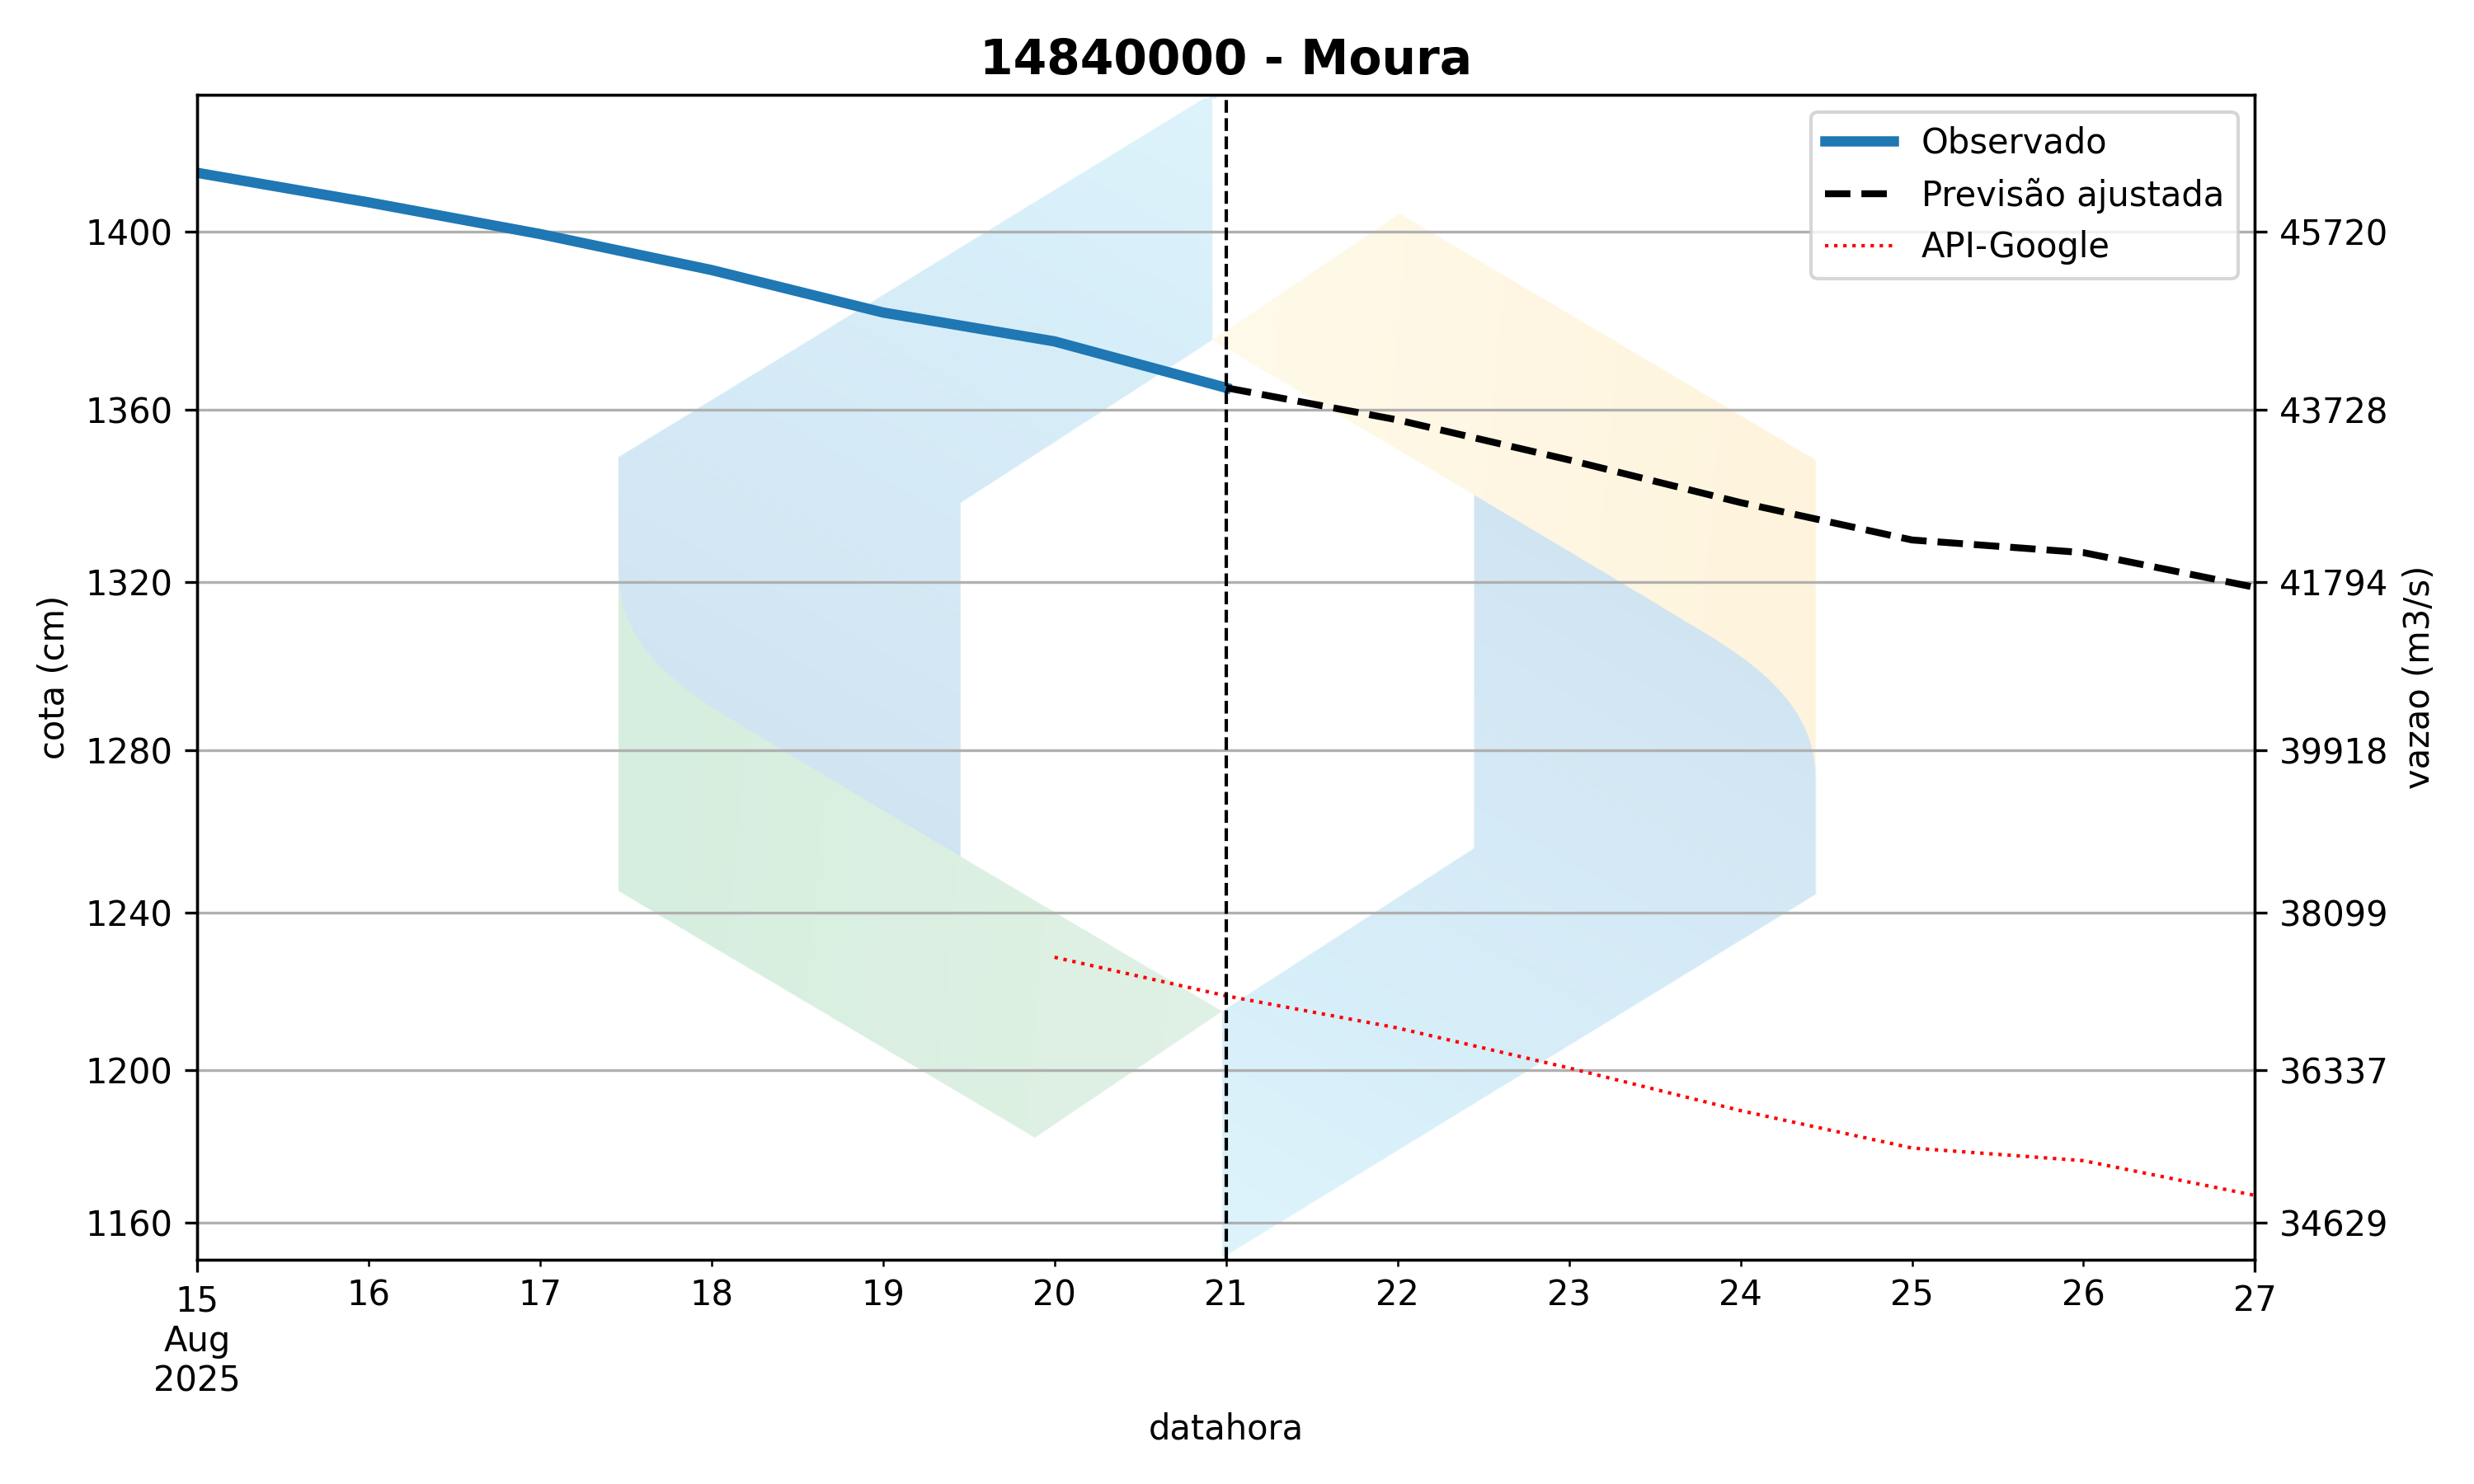 14840000 - Moura
Observado
Previsão ajustada
API-Google
1400
1360
1320
1280
1240
1200
1160
cota (cm)
45720
43728
41794
39918
38099
36337
34629
vazao (m3/s)
15 16 17 18 19 20 21 22 23 24 25 26 27
Aug
2025
datahora